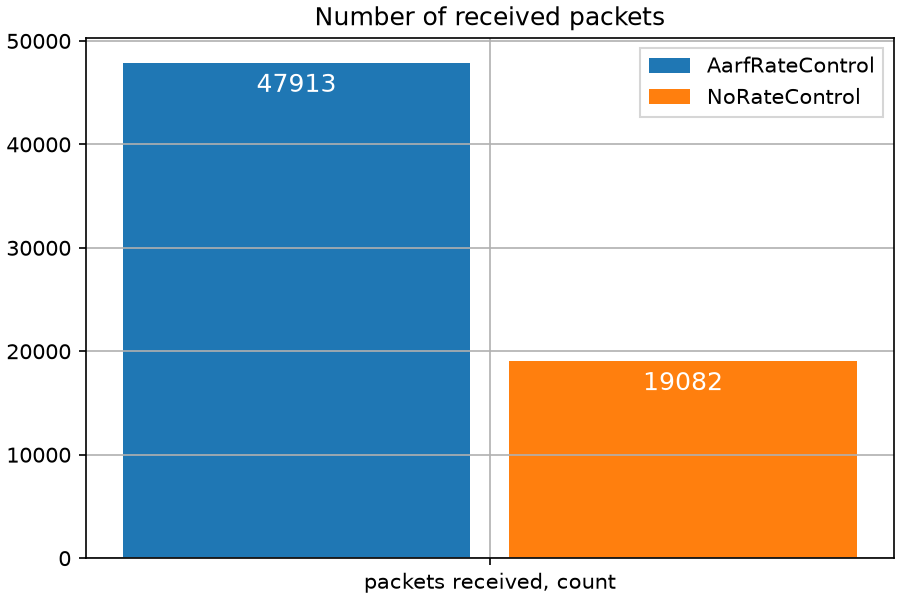 Number of received packets
50000
40000
30000
20000
10000
0
47913
19082
AarfRateControl
NoRateControl
packets received, count